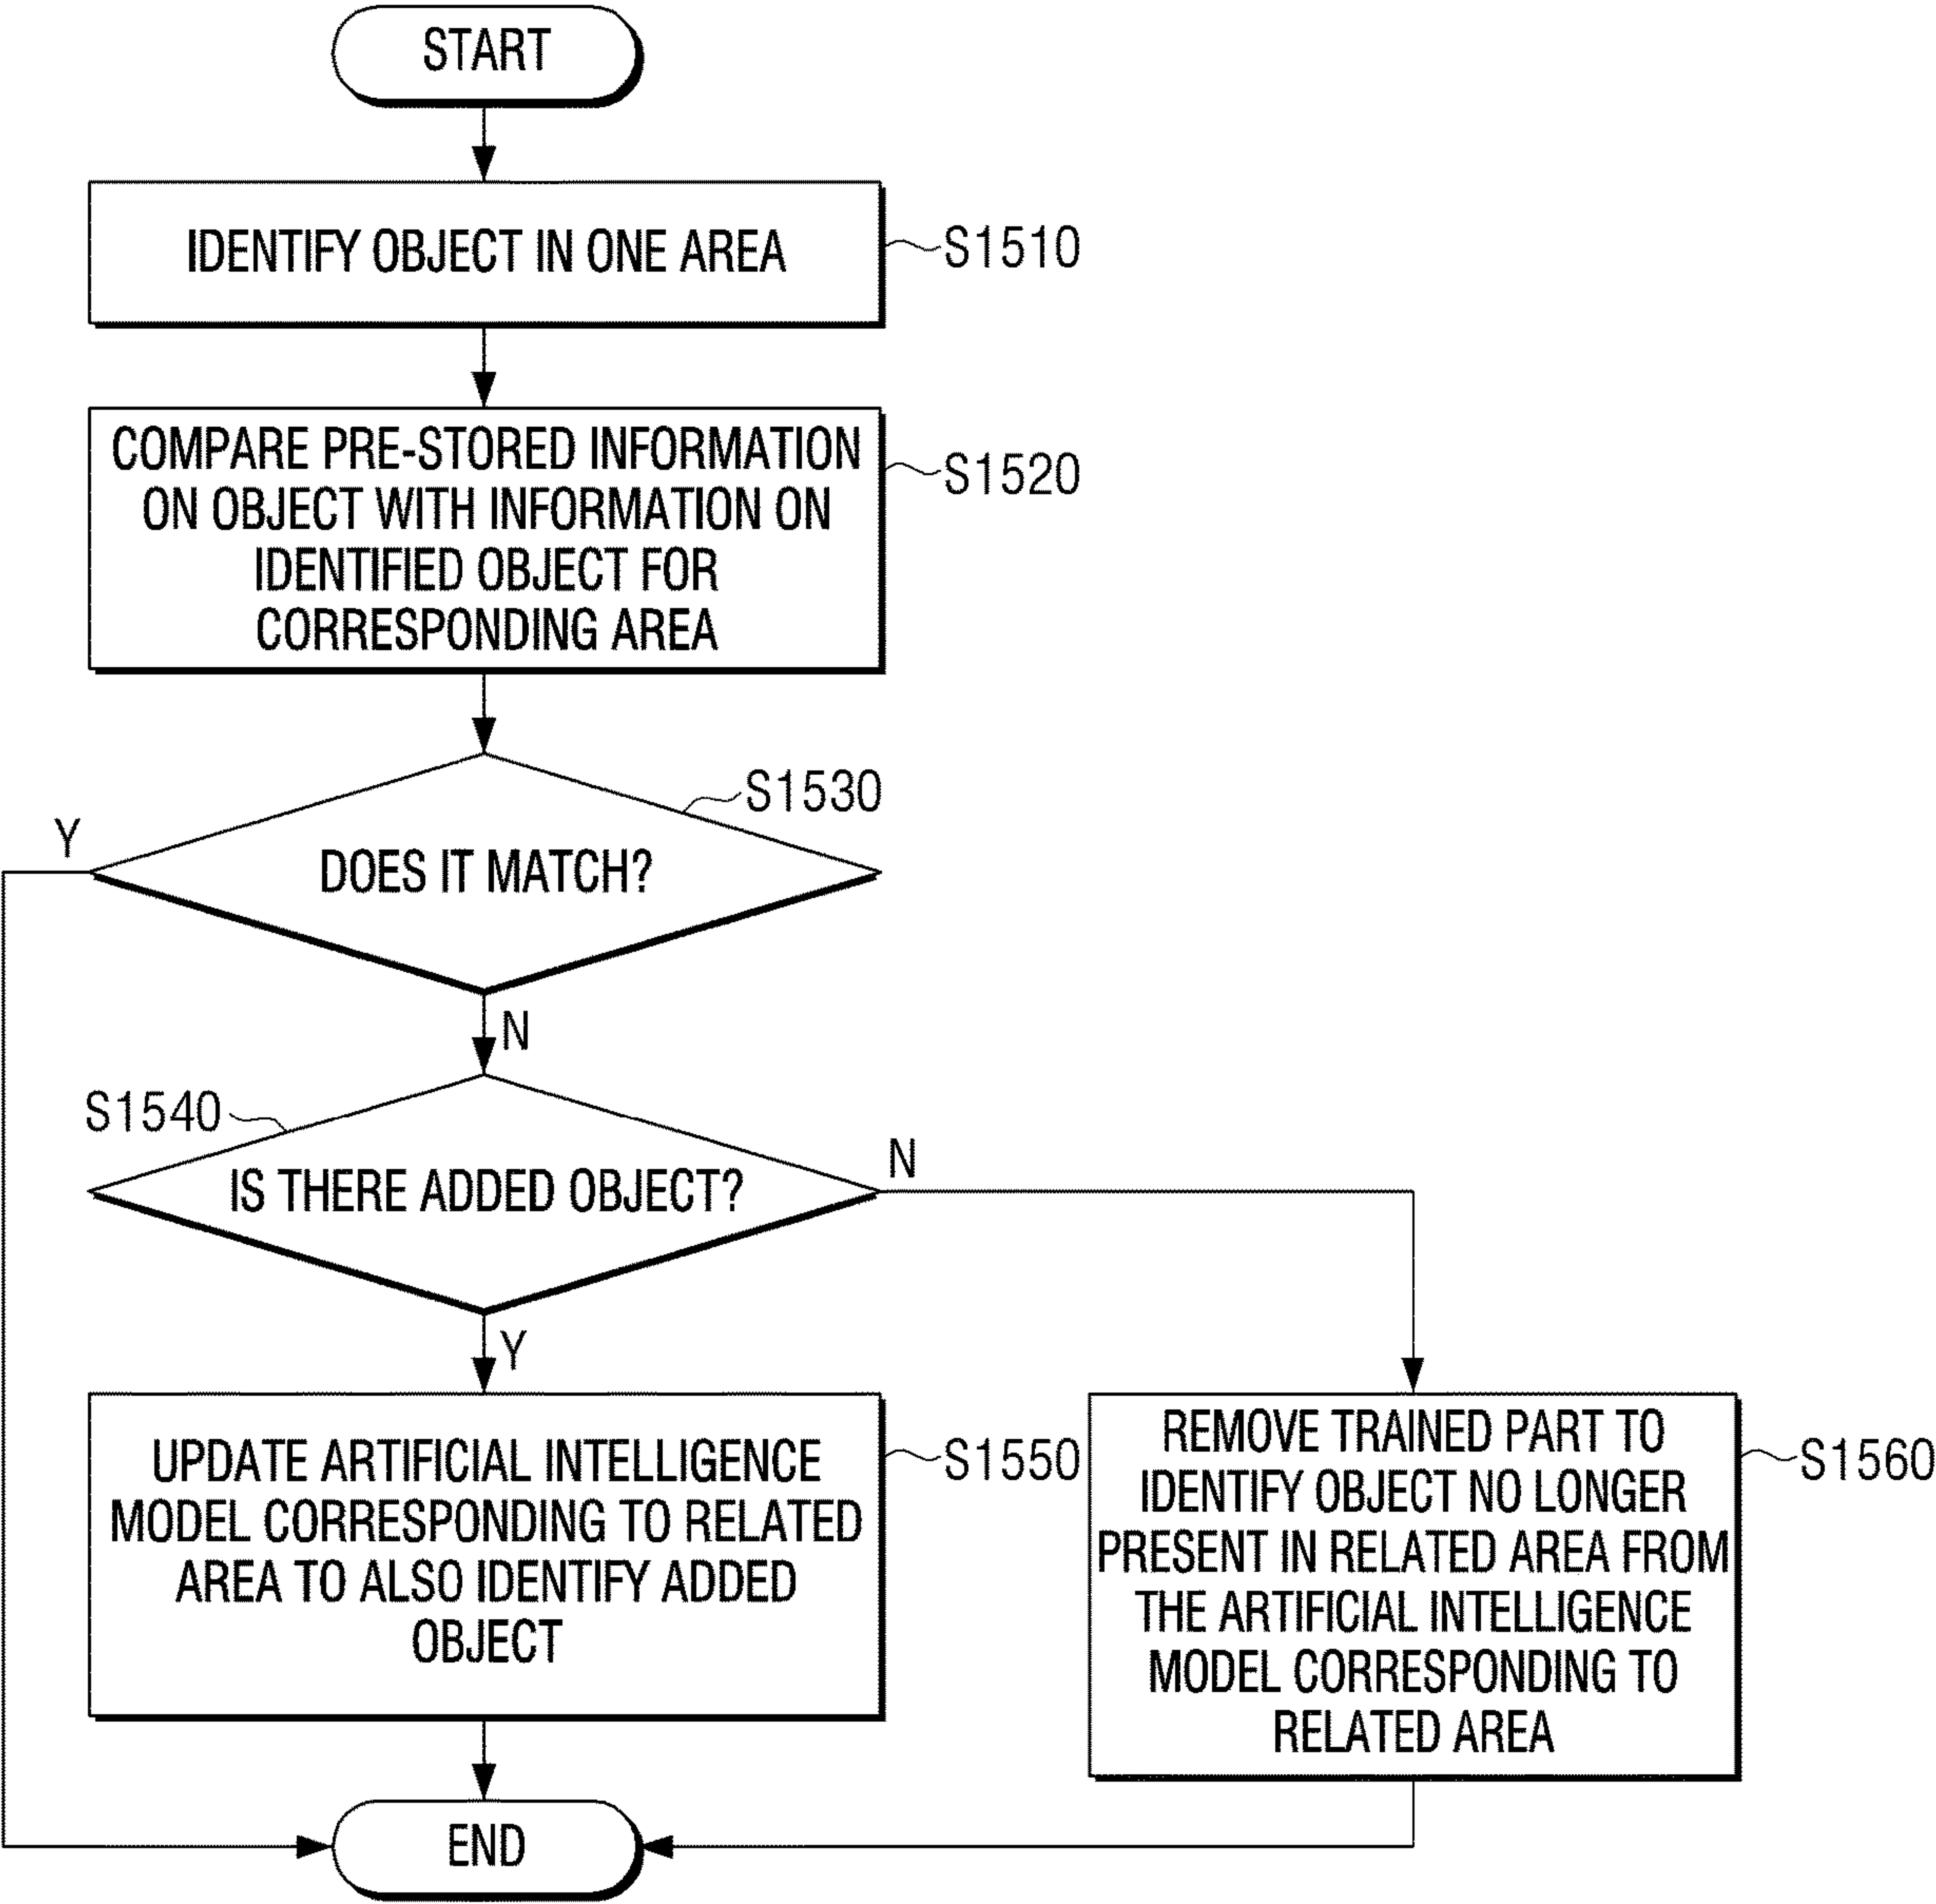 START
IDENTIFY OBJECT IN ONE AREA
S1510
COMPARE PRE-STORED INFORMATION
ON OBJECT WITH INFORMATION ON
IDENTIFIED OBJECT FOR
CORRESPONDING AREA
S1520
S1530
Y
DOES IT MATCH?
N
S1540
IS THERE ADDED OBJECT?
N
Y
UPDATE ARTIFICIAL INTELLIGENCE
MODEL CORRESPONDING TO RELATED
AREA TO ALSO IDENTIFY ADDED
OBJECT
S1550
REMOVE TRAINED PART TO
IDENTIFY OBJECT NO LONGER
PRESENT IN RELATED AREA FROM
THE ARTIFICIAL INTELLIGENCE
MODEL CORRESPONDING TO
RELATED AREA
S1560
END